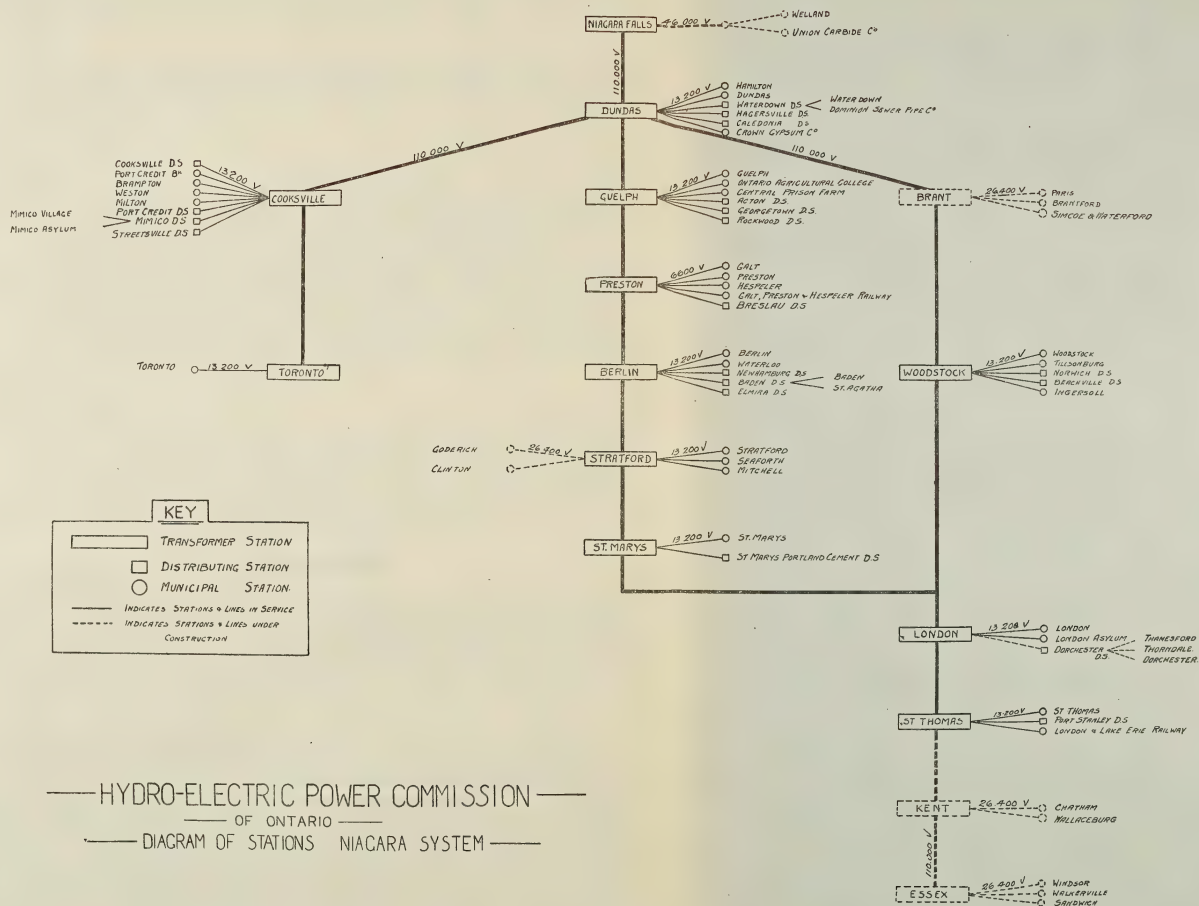 NIAGARA FALLS
46 000 V
WELLAND
UNION CARBIDE Co
110.000 V
DUNDAS
13 200 V
HAMILTON
DUNDAS
WATERDOWN D.S
WATERDOWN
DOMINION SEWER PIPE Co
HAGERSVILLE D.S.
CALEDONIA D.S
CROWN GYPSUM Co
110 000 V
110 000 V
COOKSVILLE D.S
PORT CREDIT Bk
BRAMPTON
WESTON
MILTON
PORT CREDIT D.S
MIMICO D.S
STREETSVILLE D.S
MIMICO VILLAGE
MIMICO ASYLUM
13200 V
COOKSVILLE
GUELPH
13.200 V
GUELPH
ONTARIO AGRICULTURAL COLLEGE
CENTRAL PRISON FARM
ACTON D.S.
GEORGETOWN D.S.
ROCKWOOD D.S.
BRANT
26.400 V
PARIS
BRANTFORD
SIMCOE & WATERFORD
PRESTON
6600 V
GALT
PRESTON
HESPELER
GALT, PRESTON & HESPELER RAILWAY
BRESLAU D.S
TORONTO
13 200 V
TORONTO
BERLIN
13.200 V
BERLIN
WATERLOO
NEWHAMBURG D.S
BADEN D.S
BADEN
ST. AGATHA
ELMIRA D.S
WOODSTOCK
13.200 V
WOODSTOCK
TILLSONBURG
NORWICH D.S
BEACHVILLE D.S
INGERSOLL
GODERICH
CLINTON
26.400 V
STRATFORD
13 200 V
STRATFORD
SEAFORTH
MITCHELL
ST. MARYS
13 200 V
ST. MARYS
ST MARYS PORTLAND CEMENT D.S
KEY
TRANSFORMER STATION
DISTRIBUTING STATION
MUNICIPAL STATION.
INDICATES STATIONS & LINES IN SERVICE
INDICATES STATIONS & LINES UNDER
CONSTRUCTION
LONDON
13 200 V
LONDON
LONDON ASYLUM
DORCHESTER
D.S.
THAMESFORD
THORNDALE.
DORCHESTER.
ST THOMAS
13.200 V
ST THOMAS
PORT STANLEY D.S
LONDON & LAKE ERIE RAILWAY
KENT
26 400 V
CHATHAM
WALLACEBURG
110,000 V
ESSEX
26 400 V
WINDSOR
WALKERVILLE
SANDWICH
HYDRO-ELECTRIC POWER COMMISSION
OF ONTARIO
DIAGRAM OF STATIONS NIAGARA SYSTEM